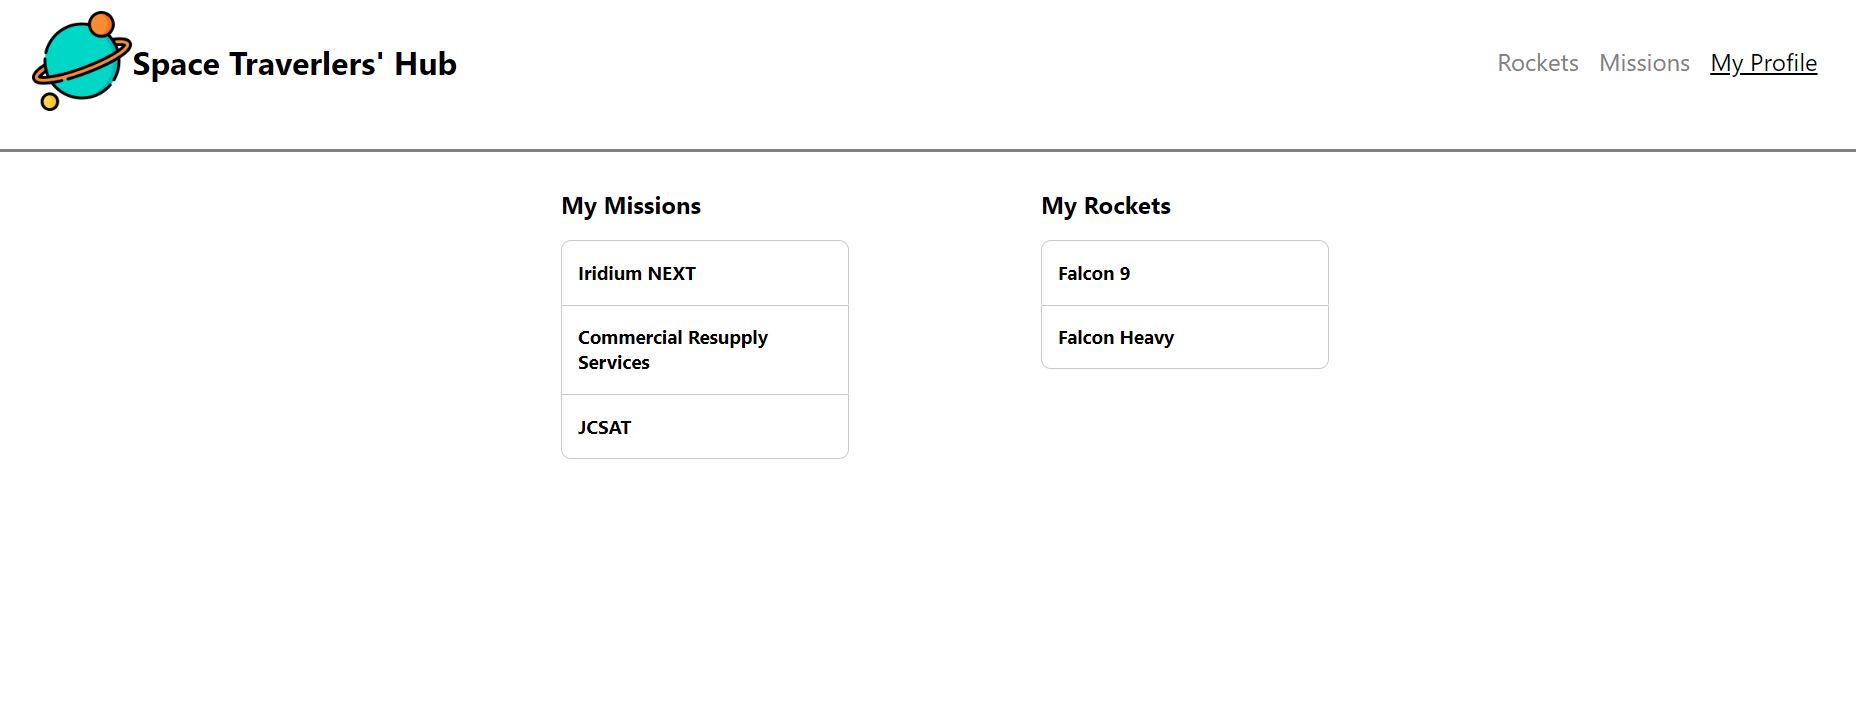 Space Traverlers' Hub
Rockets Missions My Profile
My Missions
Iridium NEXT
Commercial Resupply
Services
JCSAT
My Rockets
Falcon 9
Falcon Heavy